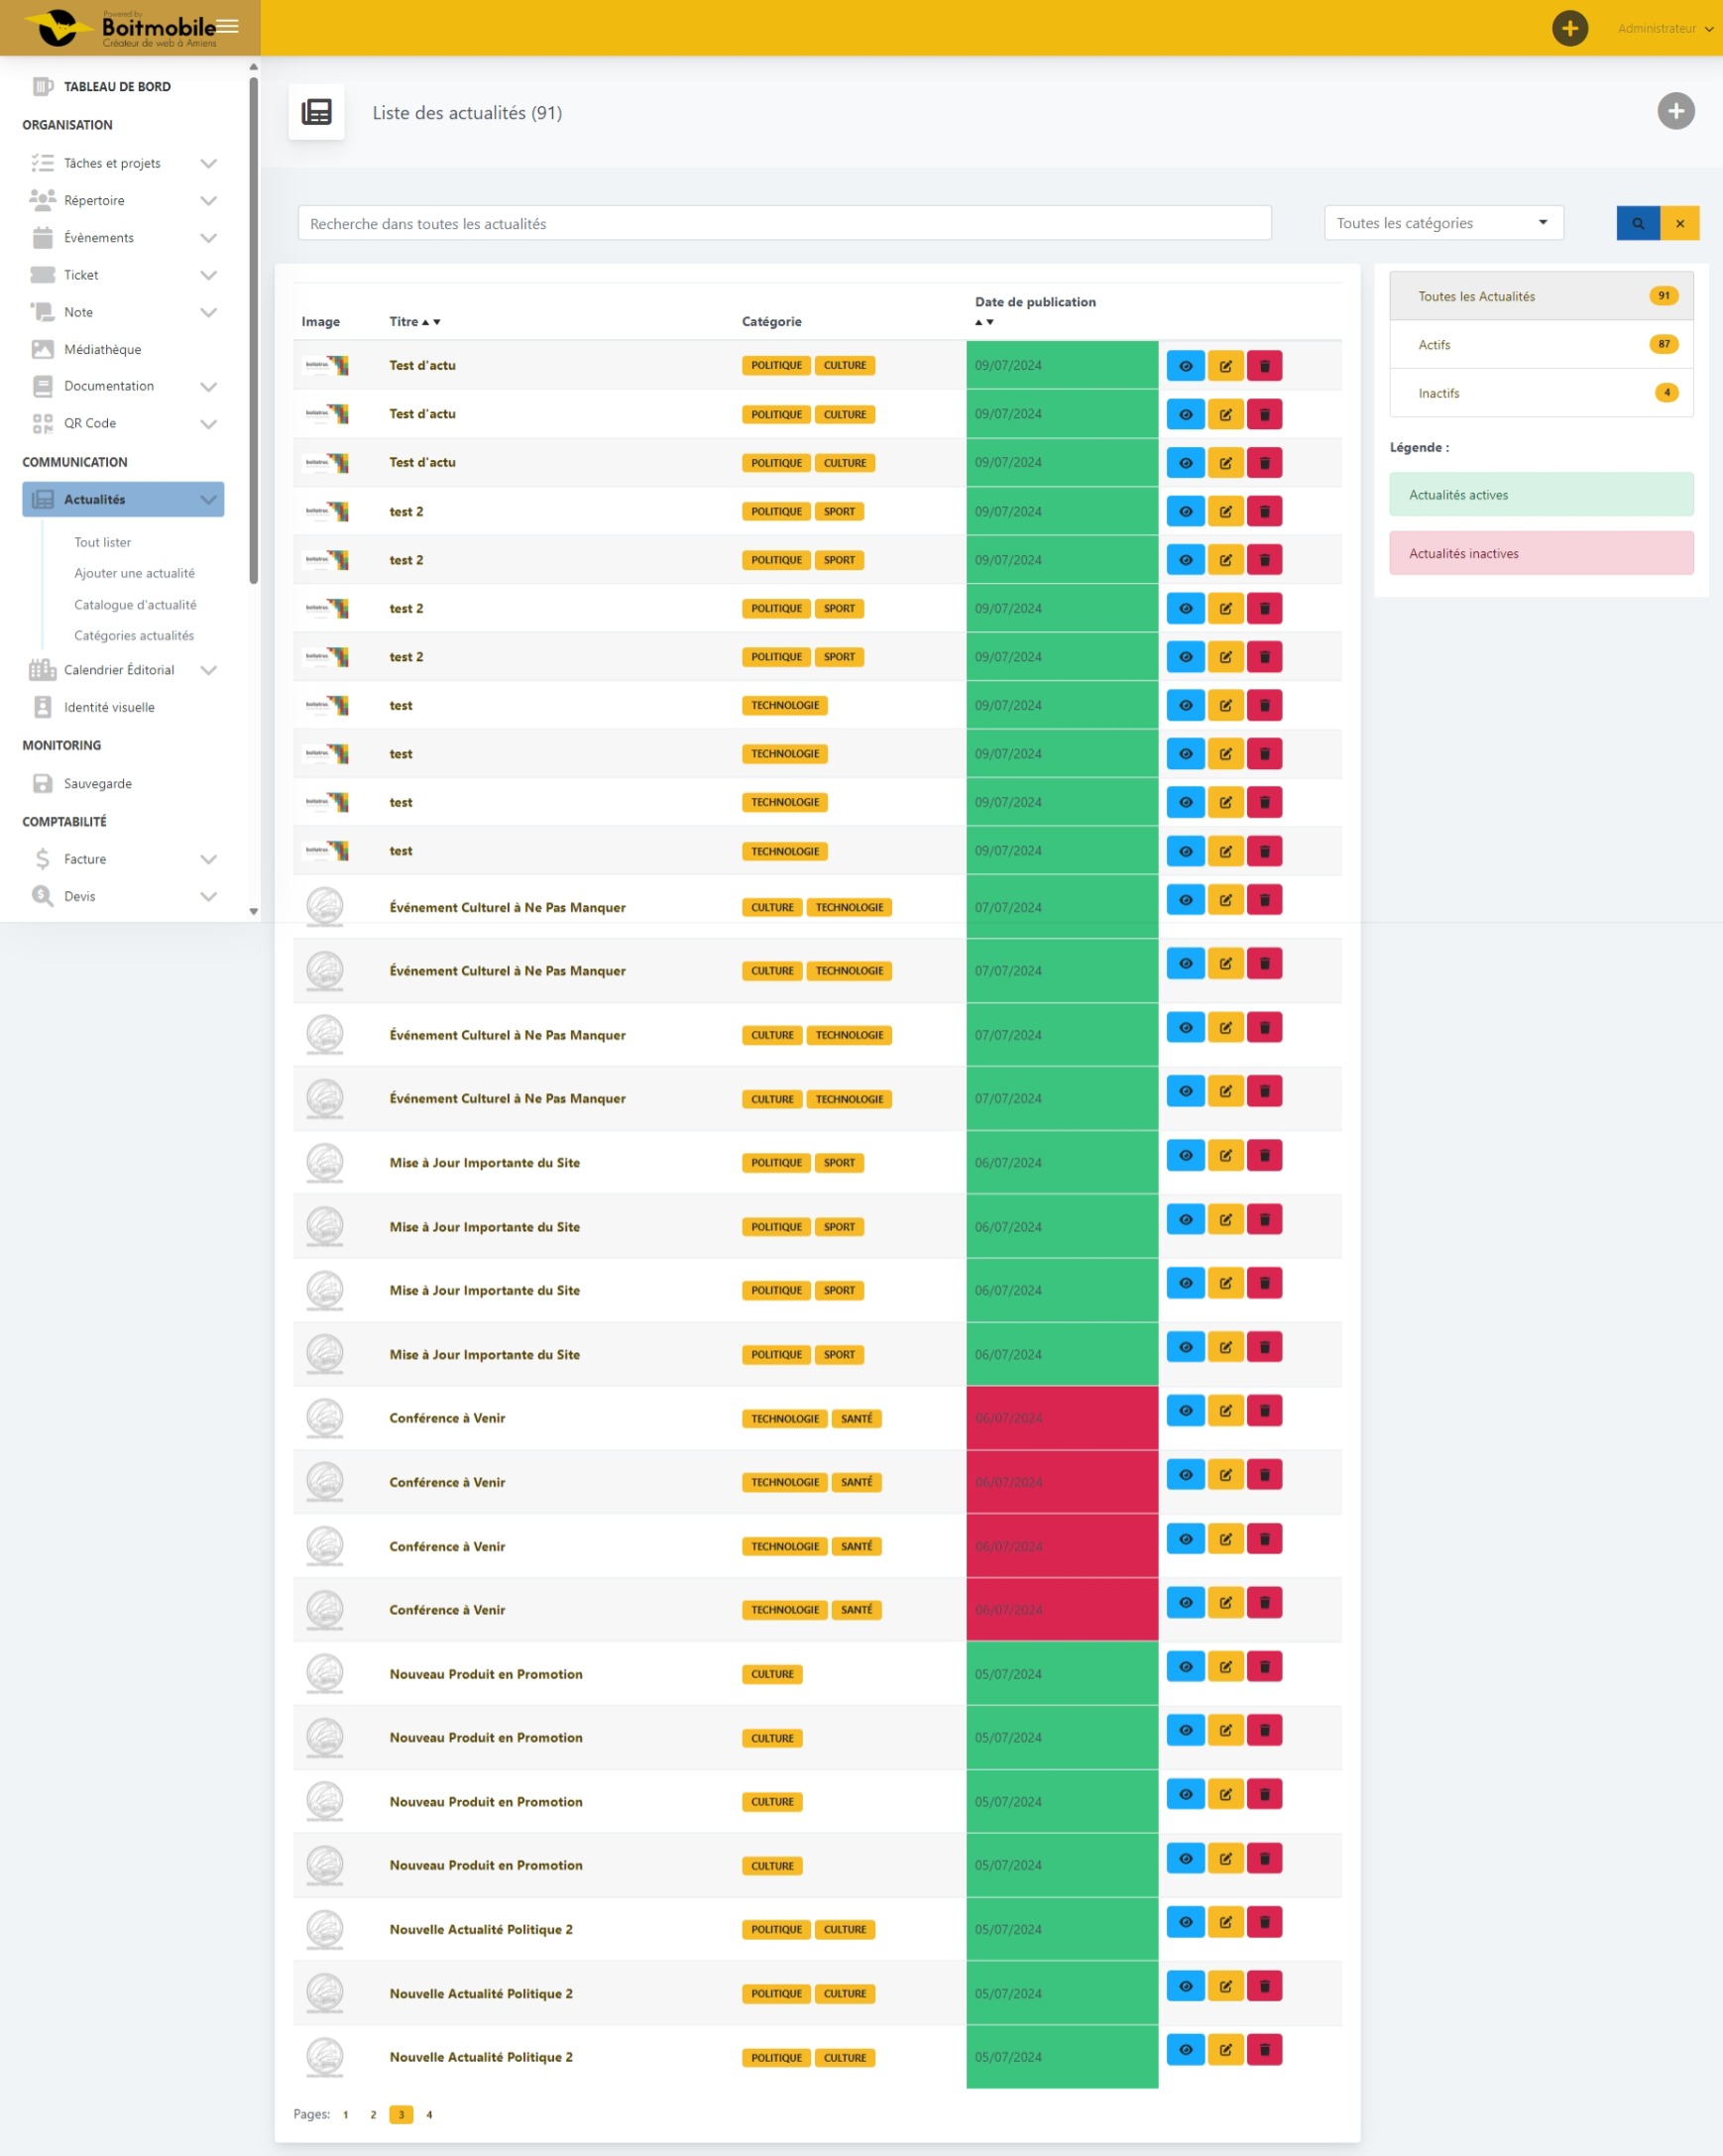 Powered by
Boitmobile
Créateur de web à Amiens
Administrateur
TABLEAU DE BORD
ORGANISATION
Tâches et projets
Répertoire
Évènements
Ticket
Note
Médiathèque
Documentation
QR Code
COMMUNICATION
Actualités
Tout lister
Ajouter une actualité
Catalogue d'actualité
Catégories actualités
Calendrier Éditorial
Identité visuelle
MONITORING
Sauvegarde
COMPTABILITÉ
Facture
Devis
Liste des actualités (91)
Recherche dans toutes les actualités
Toutes les catégories
Image Titre Catégorie Date de publication
Test d'actu POLITIQUE CULTURE 09/07/2024
Test d'actu POLITIQUE CULTURE 09/07/2024
Test d'actu POLITIQUE CULTURE 09/07/2024
test 2 POLITIQUE SPORT 09/07/2024
test 2 POLITIQUE SPORT 09/07/2024
test 2 POLITIQUE SPORT 09/07/2024
test 2 POLITIQUE SPORT 09/07/2024
test TECHNOLOGIE 09/07/2024
test TECHNOLOGIE 09/07/2024
test TECHNOLOGIE 09/07/2024
test TECHNOLOGIE 09/07/2024
Événement Culturel à Ne Pas Manquer CULTURE TECHNOLOGIE 07/07/2024
Événement Culturel à Ne Pas Manquer CULTURE TECHNOLOGIE 07/07/2024
Événement Culturel à Ne Pas Manquer CULTURE TECHNOLOGIE 07/07/2024
Événement Culturel à Ne Pas Manquer CULTURE TECHNOLOGIE 07/07/2024
Mise à Jour Importante du Site POLITIQUE SPORT 06/07/2024
Mise à Jour Importante du Site POLITIQUE SPORT 06/07/2024
Mise à Jour Importante du Site POLITIQUE SPORT 06/07/2024
Mise à Jour Importante du Site POLITIQUE SPORT 06/07/2024
Conférence à Venir TECHNOLOGIE SANTÉ 06/07/2024
Conférence à Venir TECHNOLOGIE SANTÉ 06/07/2024
Conférence à Venir TECHNOLOGIE SANTÉ 06/07/2024
Conférence à Venir TECHNOLOGIE SANTÉ 06/07/2024
Nouveau Produit en Promotion CULTURE 05/07/2024
Nouveau Produit en Promotion CULTURE 05/07/2024
Nouveau Produit en Promotion CULTURE 05/07/2024
Nouveau Produit en Promotion CULTURE 05/07/2024
Nouvelle Actualité Politique 2 POLITIQUE CULTURE 05/07/2024
Nouvelle Actualité Politique 2 POLITIQUE CULTURE 05/07/2024
Nouvelle Actualité Politique 2 POLITIQUE CULTURE 05/07/2024
Pages: 1 2 3 4
Toutes les Actualités 91
Actifs 87
Inactifs 4
Légende :
Actualités actives
Actualités inactives